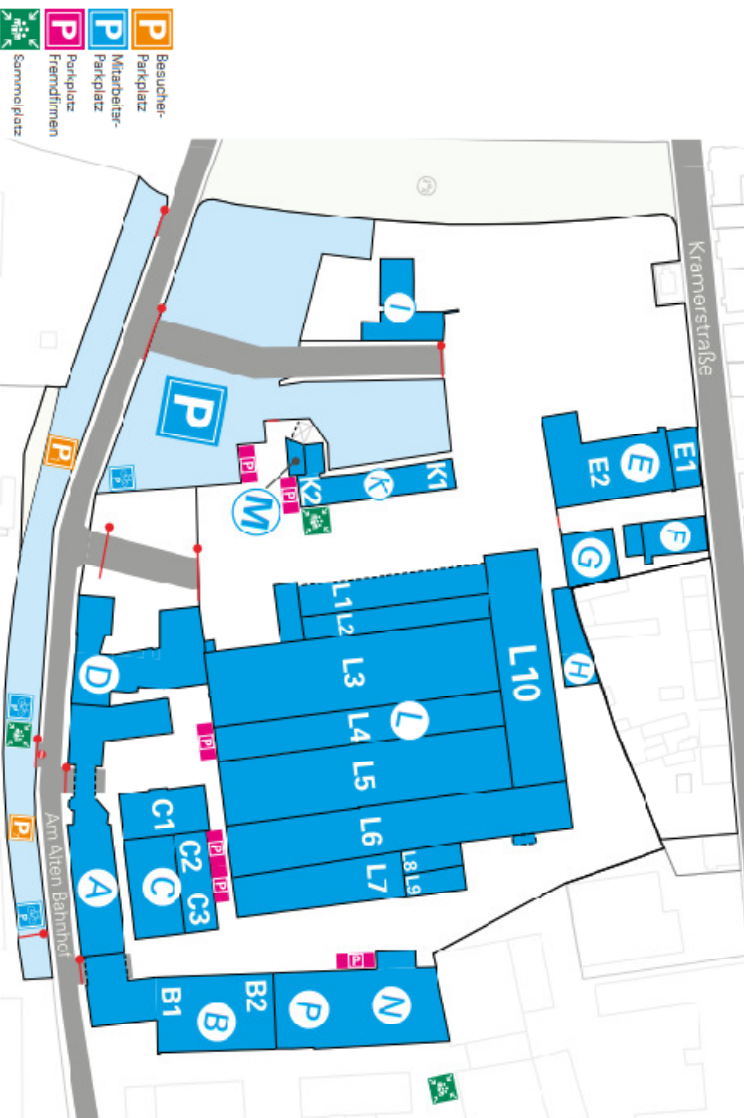 Kramerstraße
E1
F
E
E2
G
H
I
K1
K
K2
M
L10
L1
L2
L3
L
L4
L5
L6
L7
L8
L9
N
P
P
P
P
P
P
P
P
C1
C2
C3
C
B2
B
B1
P
D
A
Am Alten Bahnhof
P
P
P
P
P
P
Besucher-
Parkplatz
P
Mitarbeiter-
Parkplatz
P
Parkplatz
Fremdfirmen
Sammelplatz